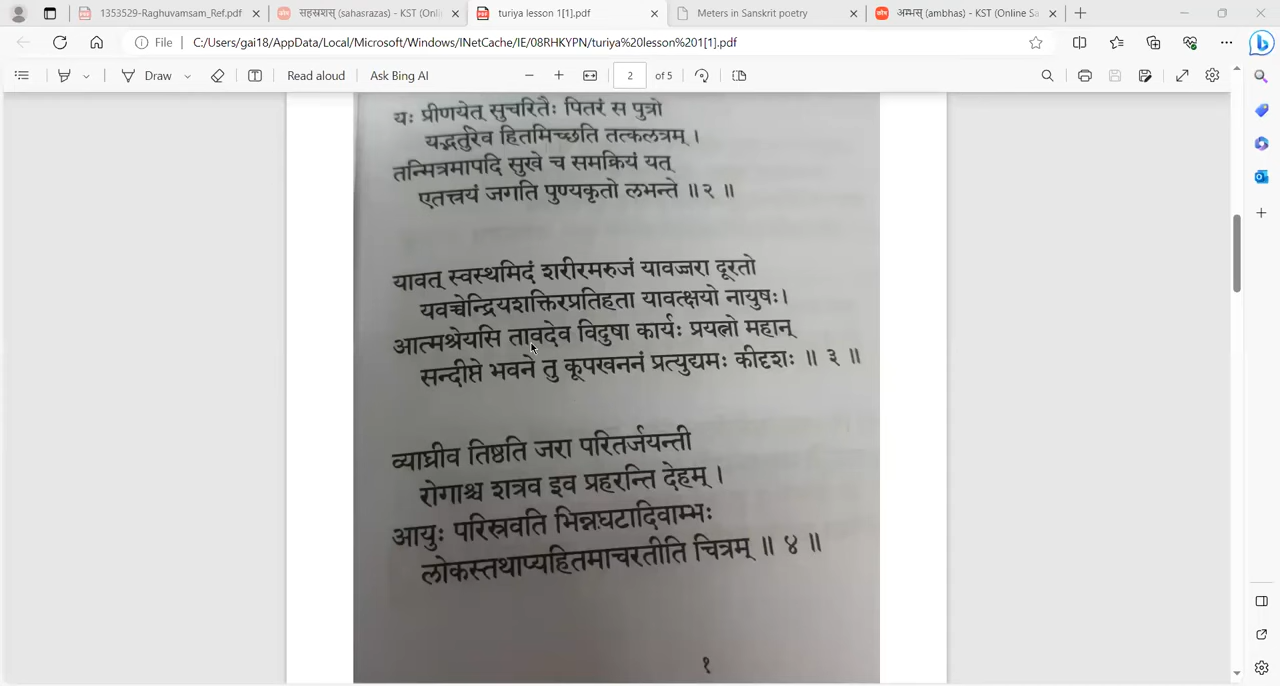 1353529-Raghuvamsam_Ref.pdf
सहस्रशस् (sahasrazas) - KST (Onli
turiya lesson 1[1].pdf
Meters in Sanskrit poetry
अम्भस् (ambhas) - KST (Online Sa
File C:/Users/gai18/AppData/Local/Microsoft/Windows/INetCache/IE/08RHKYPN/turiya%20lesson%201[1].pdf
Draw Read aloud Ask Bing AI 2 of 5
यः प्रीणयेत् सुचरितैः पितरं स पुत्रो
यद्भर्तुरेव हितमिच्छति तत्कलत्रम् ।
तन्मित्रमापदि सुखे च समक्रियं यत्
एतत्त्रयं जगति पुण्यकृतो लभन्ते ॥ २ ॥
यावत् स्वस्थमिदं शरीरमरुजं यावज्जरा दूरतो
यवच्चेन्द्रियशक्तिरप्रतिहता यावत्क्षयो नायुषः।
आत्मश्रेयसि तावदेव विदुषा कार्यः प्रयत्नो महान्
सन्दीप्ते भवने तु कूपखननं प्रत्युद्यमः कीदृशः ॥ ३ ॥
व्याघ्रीव तिष्ठति जरा परितर्जयन्ती
रोगाश्च शत्रव इव प्रहरन्ति देहम् ।
आयुः परिस्रवति भिन्नघटादिवाम्भः
लोकस्तथाप्यहितमाचरतीति चित्रम् ॥ ४ ॥
१